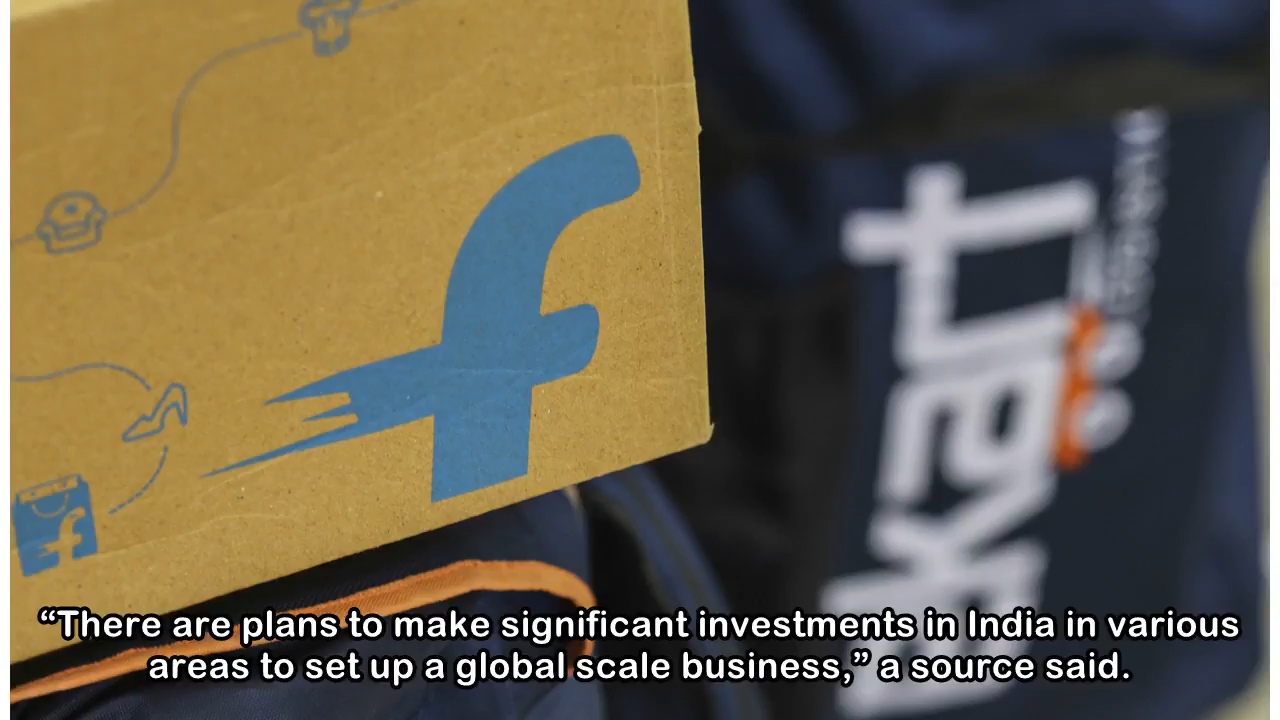 f
f
ekart
“There are plans to make significant investments in India in various
areas to set up a global scale business,” a source said.